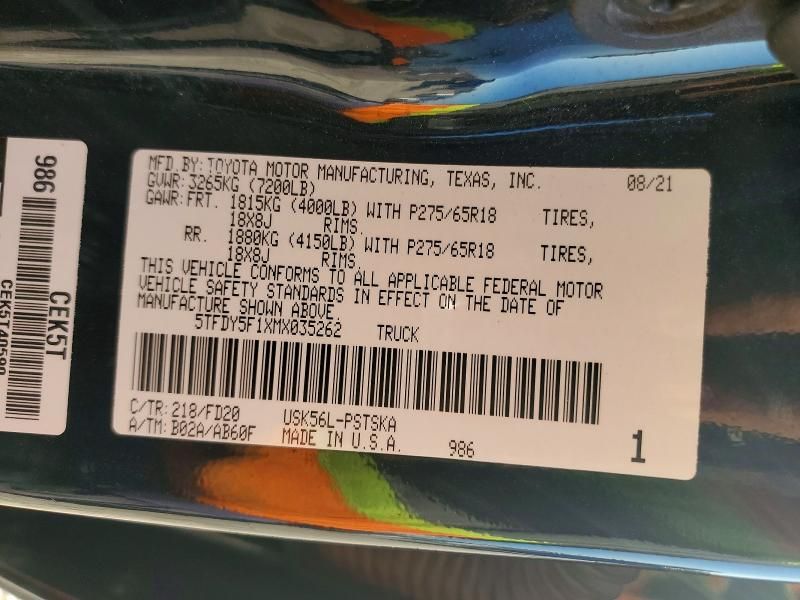 MFD.BY:TOYOTA MOTOR MANUFACTURING, TEXAS, INC. 08/21
GVWR:3265KG (7200LB)
GAWR:FRT. 1815KG (4000LB) WITH P275/65R18 TIRES,
18X8J RIMS,
RR. 1880KG (4150LB) WITH P275/65R18 TIRES,
18X8J RIMS.
THIS VEHICLE CONFORMS TO ALL APPLICABLE FEDERAL MOTOR
VEHICLE SAFETY STANDARDS IN EFFECT ON THE DATE OF
MANUFACTURE SHOWN ABOVE.
5TFDY5F1XMX035262 TRUCK
C/TR:218/FD20 USK56L-PSTSKA
A/TM:B02A/AB60F MADE IN U.S.A. 986 1
986
CEK5T